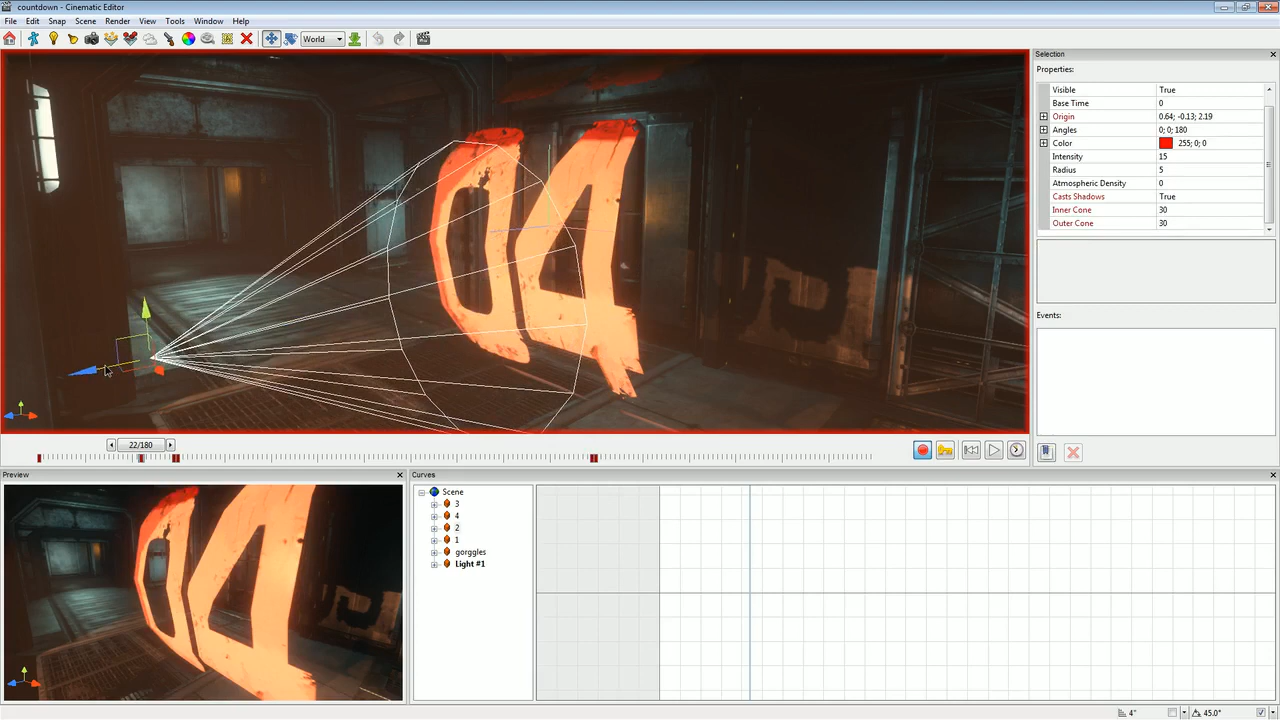 countdown - Cinematic Editor
File Edit Snap Scene Render View Tools Window Help
World
04
Selection
Properties:
Visible True
Base Time 0
Origin 0.64; -0.13; 2.19
Angles 0; 0; 180
Color 255; 0; 0
Intensity 15
Radius 5
Atmospheric Density 0
Casts Shadows True
Inner Cone 30
Outer Cone 30
Events:
22/180
Preview
04
Curves
Scene
3
4
2
1
gorggles
Light #1
4"
45.0°